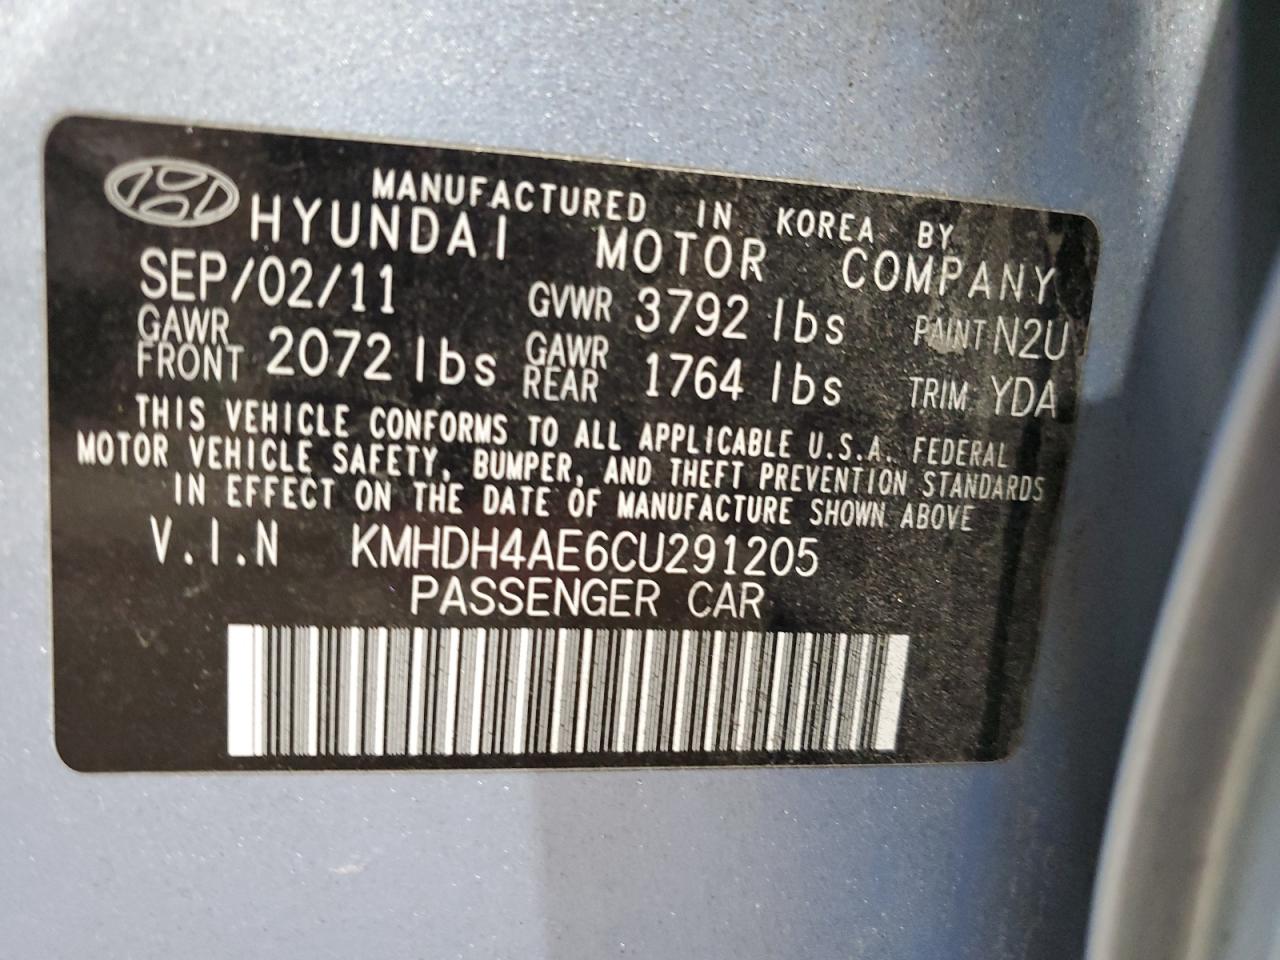 MANUFACTURED IN KOREA BY
HYUNDAI MOTOR COMPANY
SEP/02/11 GVWR 3792 lbs PAINT N2U
GAWR FRONT 2072 lbs GAWR REAR 1764 lbs TRIM YDA
THIS VEHICLE CONFORMS TO ALL APPLICABLE U.S.A. FEDERAL
MOTOR VEHICLE SAFETY, BUMPER, AND THEFT PREVENTION STANDARDS
IN EFFECT ON THE DATE OF MANUFACTURE SHOWN ABOVE
V.I.N KMHDH4AE6CU291205
PASSENGER CAR